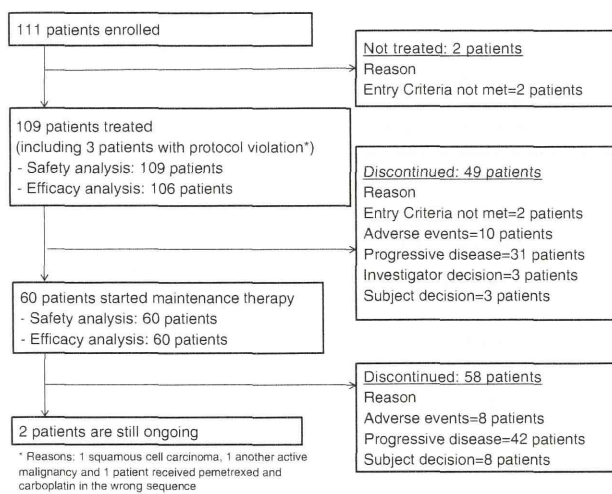 111 patients enrolled
Not treated: 2 patients
Reason
Entry Criteria not met=2 patients
109 patients treated
(including 3 patients with protocol violation*)
- Safety analysis: 109 patients
- Efficacy analysis: 106 patients
Discontinued: 49 patients
Reason
Entry Criteria not met=2 patients
Adverse events=10 patients
Progressive disease=31 patients
Investigator decision=3 patients
Subject decision=3 patients
60 patients started maintenance therapy
- Safety analysis: 60 patients
- Efficacy analysis: 60 patients
Discontinued: 58 patients
Reason
Adverse events=8 patients
Progressive disease=42 patients
Subject decision=8 patients
2 patients are still ongoing
* Reasons: 1 squamous cell carcinoma, 1 another active
malignancy and 1 patient received pemetrexed and
carboplatin in the wrong sequence